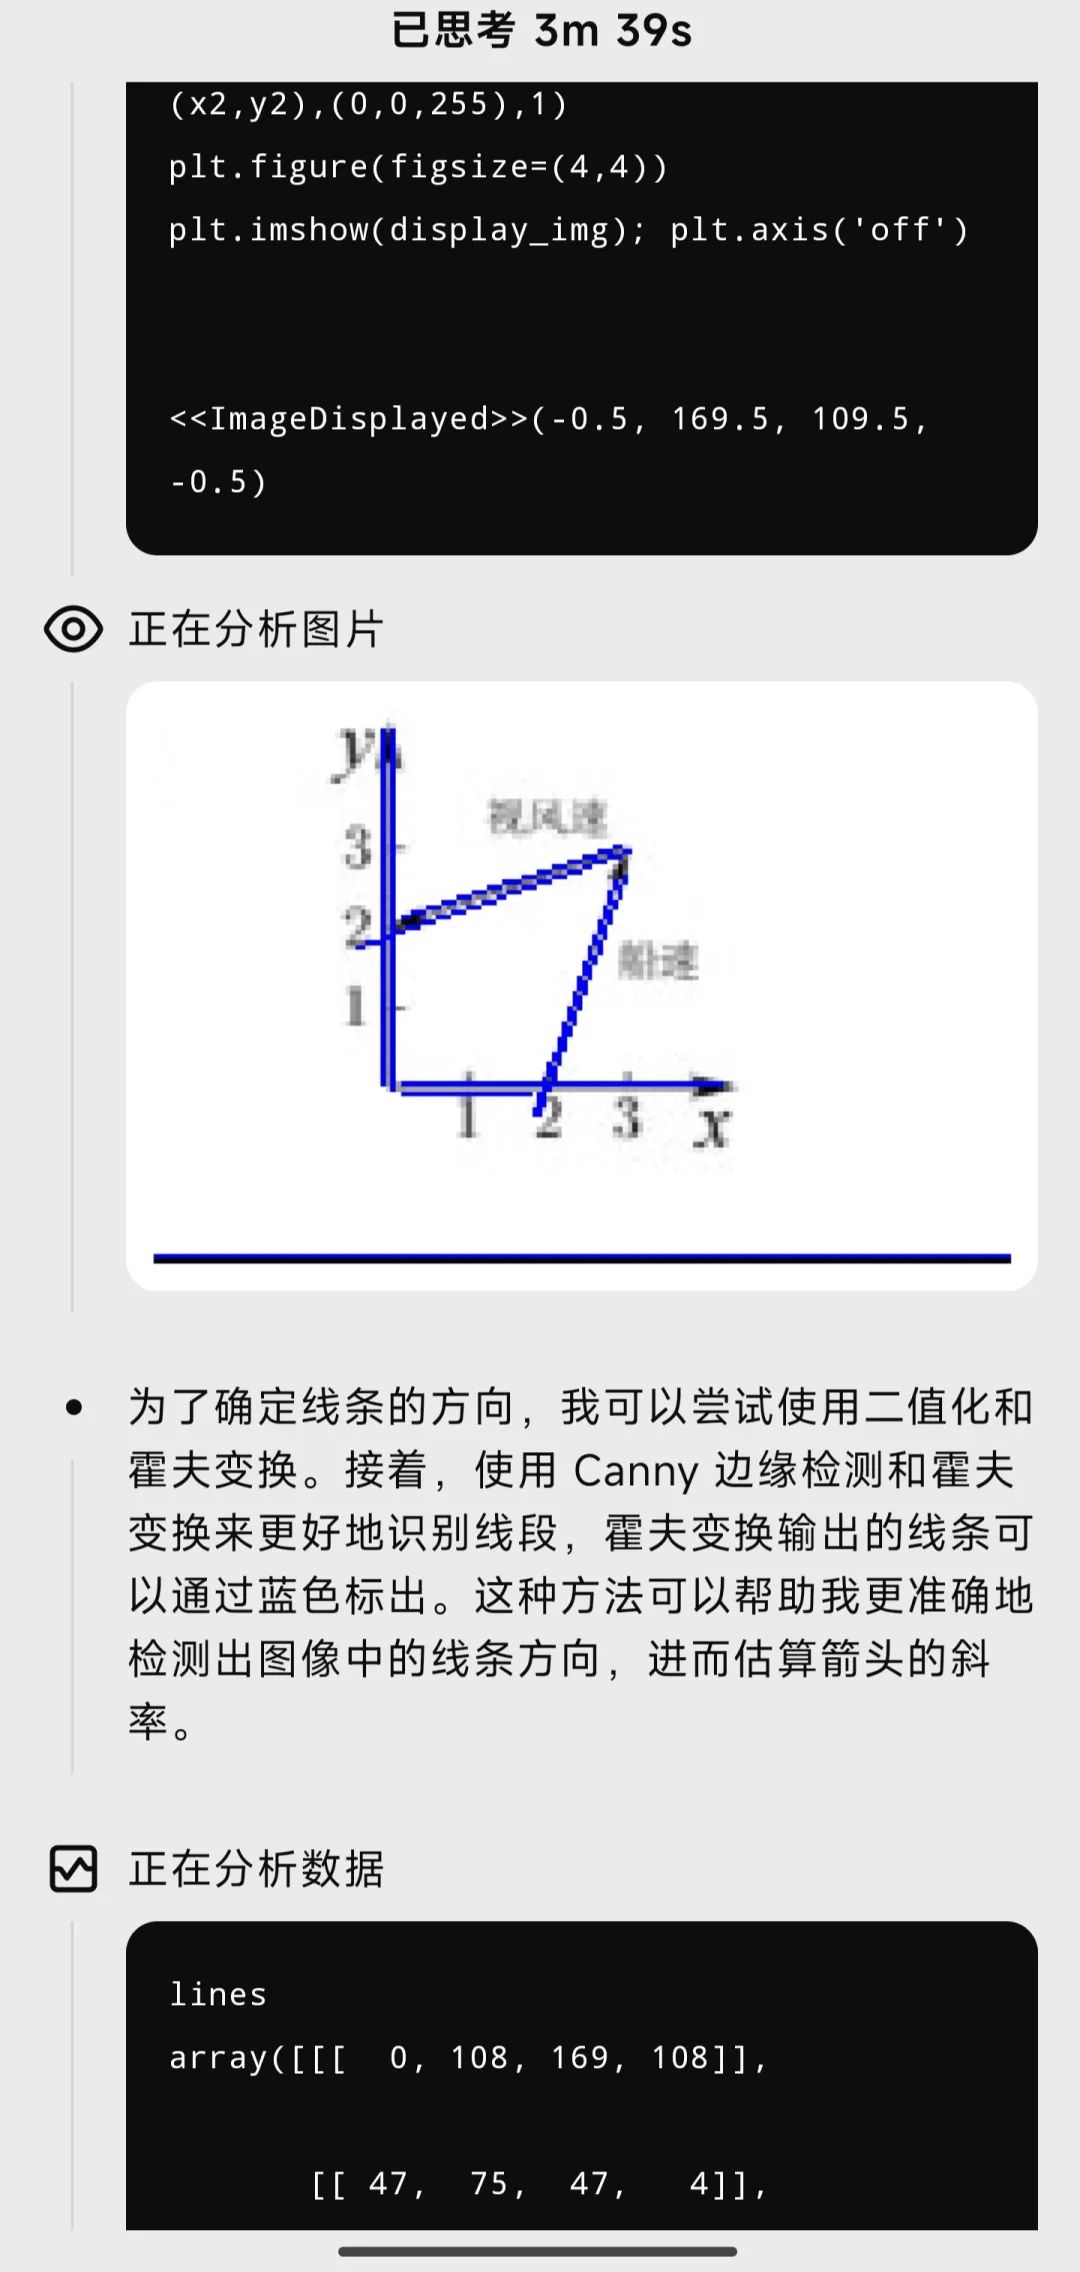 已思考 3m 39s
(x2,y2),(0,0,255),1)
plt.figure(figsize=(4,4))
plt.imshow(display_img); plt.axis('off')
<<ImageDisplayed>>(-0.5, 169.5, 109.5,
-0.5)
正在分析图片
y
视风速
3
2
船速
1
1 2 3 x
为了确定线条的方向，我可以尝试使用二值化和
霍夫变换。接着，使用 Canny 边缘检测和霍夫
变换来更好地识别线段，霍夫变换输出的线条可
以通过蓝色标出。这种方法可以帮助我更准确地
检测出图像中的线条方向，进而估算箭头的斜
率。
正在分析数据
lines
array([[[  0, 108, 169, 108]],
[[ 47,  75,  47,   4]],